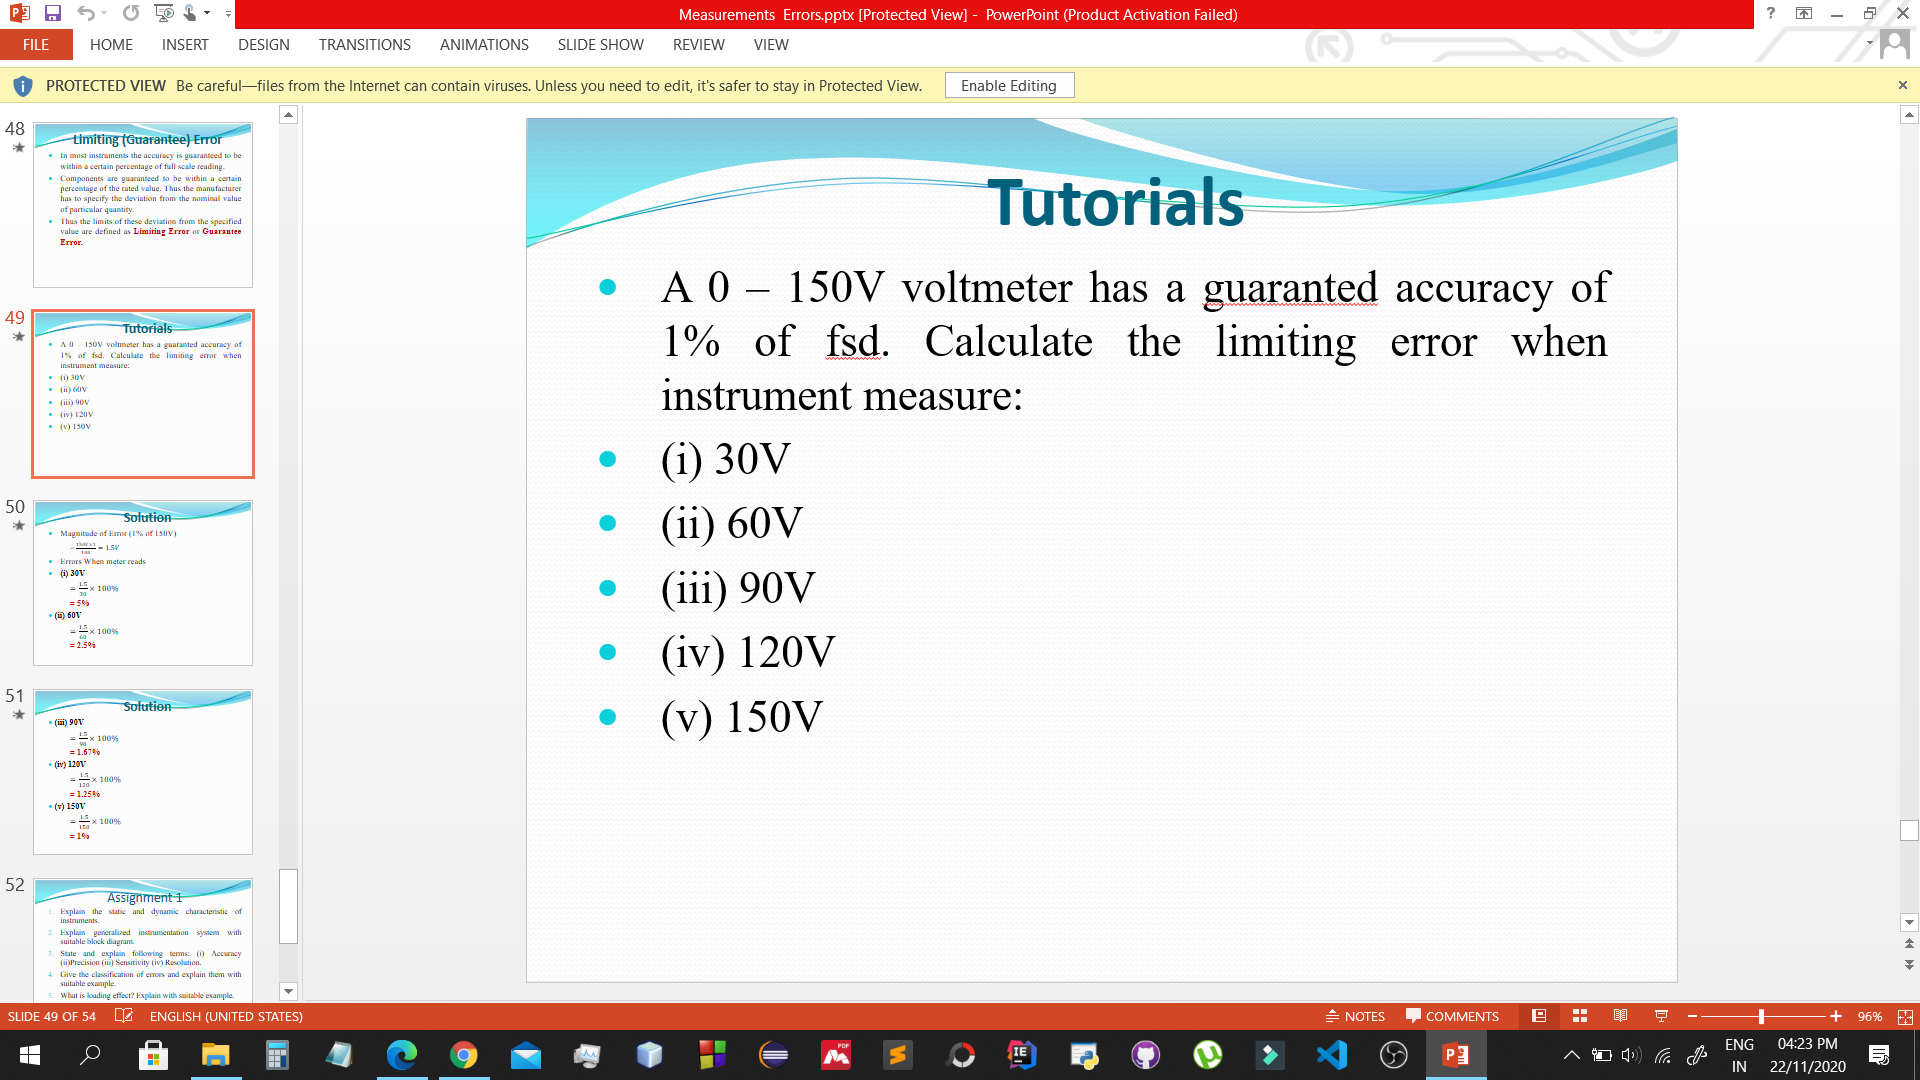 Measurements Errors.pptx [Protected View] - PowerPoint (Product Activation Failed)
FILE HOME INSERT DESIGN TRANSITIONS ANIMATIONS SLIDE SHOW REVIEW VIEW
PROTECTED VIEW Be careful—files from the Internet can contain viruses. Unless you need to edit, it's safer to stay in Protected View. Enable Editing
48
Limiting (Guarantee) Error
• In most instruments the accuracy is guaranteed to be
within a certain percentage of full scale reading.
• Components are guaranteed to be within a certain
percentage of the rated value. Thus the manufacturer
has to specify the deviation from the nominal value
of particular quantity.
• Thus the limits of these deviation from the specified
value are defined as Limiting Error or Guarantee
Error.
49
Tutorials
• A 0 – 150V voltmeter has a guaranted accuracy of
1% of fsd. Calculate the limiting error when
instrument measure:
• (i) 30V
• (ii) 60V
• (iii) 90V
• (iv) 120V
• (v) 150V
50
Solution
• Magnitude of Error (1% of 150V)
= 150V×1/100 = 1.5V
• Errors When meter reads
• (i) 30V
= 1.5/30 × 100%
= 5%
• (ii) 60V
= 1.5/60 × 100%
= 2.5%
51
Solution
• (iii) 90V
= 1.5/90 × 100%
= 1.67%
• (iv) 120V
= 1.5/120 × 100%
= 1.25%
• (v) 150V
= 1.5/150 × 100%
= 1%
52
Assignment 1
1. Explain the static and dynamic characteristic of
instruments.
2. Explain generalized instrumentation system with
suitable block diagram.
3. State and explain following terms: (i) Accuracy
(ii)Precision (iii) Sensitivity (iv) Resolution.
4. Give the classification of errors and explain them with
suitable example.
5. What is loading effect? Explain with suitable example.
Tutorials
• A 0 – 150V voltmeter has a guaranted accuracy of
1% of fsd. Calculate the limiting error when
instrument measure:
• (i) 30V
• (ii) 60V
• (iii) 90V
• (iv) 120V
• (v) 150V
SLIDE 49 OF 54 ENGLISH (UNITED STATES) NOTES COMMENTS 96%
ENG 04:23 PM
IN 22/11/2020